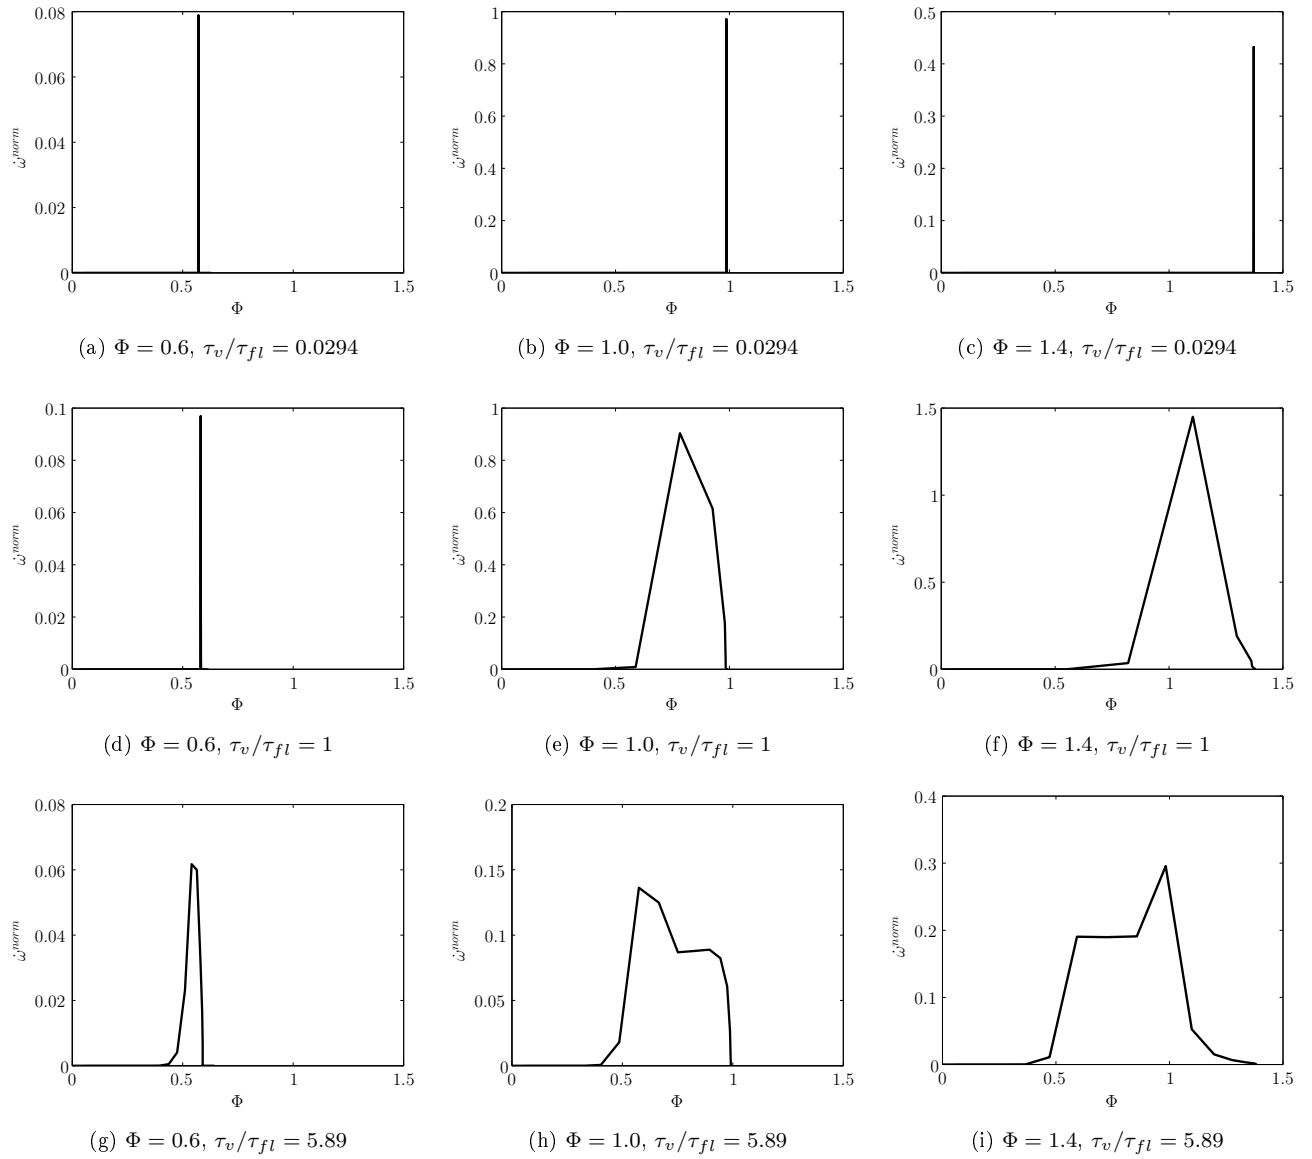 0.08
0.06
0.04
0.02
0
ω̇^norm
0 0.5 1 1.5
Φ
(a) Φ = 0.6, τ_v/τ_fl = 0.0294
1
0.8
0.6
0.4
0.2
0
ω̇^norm
0 0.5 1 1.5
Φ
(b) Φ = 1.0, τ_v/τ_fl = 0.0294
0.5
0.4
0.3
0.2
0.1
0
ω̇^norm
0 0.5 1 1.5
Φ
(c) Φ = 1.4, τ_v/τ_fl = 0.0294
0.1
0.08
0.06
0.04
0.02
0
ω̇^norm
0 0.5 1 1.5
Φ
(d) Φ = 0.6, τ_v/τ_fl = 1
1
0.8
0.6
0.4
0.2
0
ω̇^norm
0 0.5 1 1.5
Φ
(e) Φ = 1.0, τ_v/τ_fl = 1
1.5
1
0.5
0
ω̇^norm
0 0.5 1 1.5
Φ
(f) Φ = 1.4, τ_v/τ_fl = 1
0.08
0.06
0.04
0.02
0
ω̇^norm
0 0.5 1 1.5
Φ
(g) Φ = 0.6, τ_v/τ_fl = 5.89
0.2
0.15
0.1
0.05
0
ω̇^norm
0 0.5 1 1.5
Φ
(h) Φ = 1.0, τ_v/τ_fl = 5.89
0.4
0.3
0.2
0.1
0
ω̇^norm
0 0.5 1 1.5
Φ
(i) Φ = 1.4, τ_v/τ_fl = 5.89